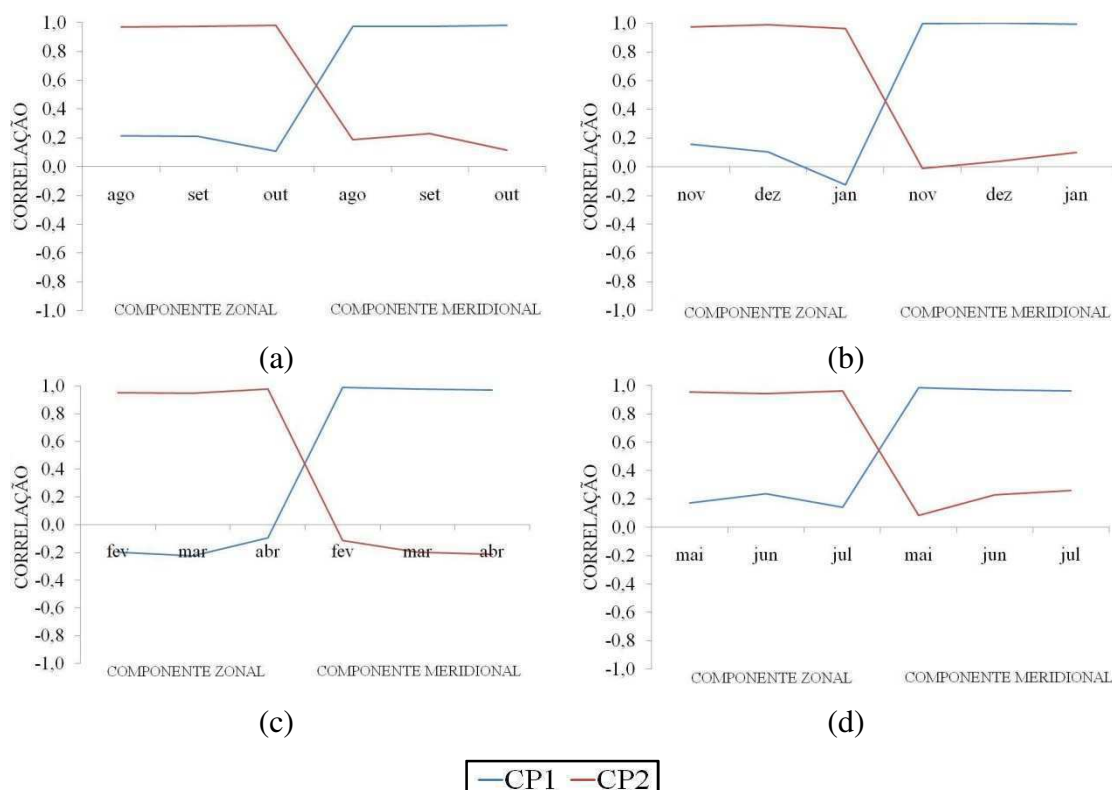 CORRELAÇÃO
1,0
0,8
0,6
0,4
0,2
0,0
-0,2
-0,4
-0,6
-0,8
-1,0
ago set out ago set out
COMPONENTE ZONAL COMPONENTE MERIDIONAL
(a)
CORRELAÇÃO
1,0
0,8
0,6
0,4
0,2
0,0
-0,2
-0,4
-0,6
-0,8
-1,0
nov dez jan nov dez jan
COMPONENTE ZONAL COMPONENTE MERIDIONAL
(b)
CORRELAÇÃO
1,0
0,8
0,6
0,4
0,2
0,0
-0,2
-0,4
-0,6
-0,8
-1,0
fev mar abr fev mar abr
COMPONENTE ZONAL COMPONENTE MERIDIONAL
(c)
CORRELAÇÃO
1,0
0,8
0,6
0,4
0,2
0,0
-0,2
-0,4
-0,6
-0,8
-1,0
mai jun jul mai jun jul
COMPONENTE ZONAL COMPONENTE MERIDIONAL
(d)
CP1 CP2